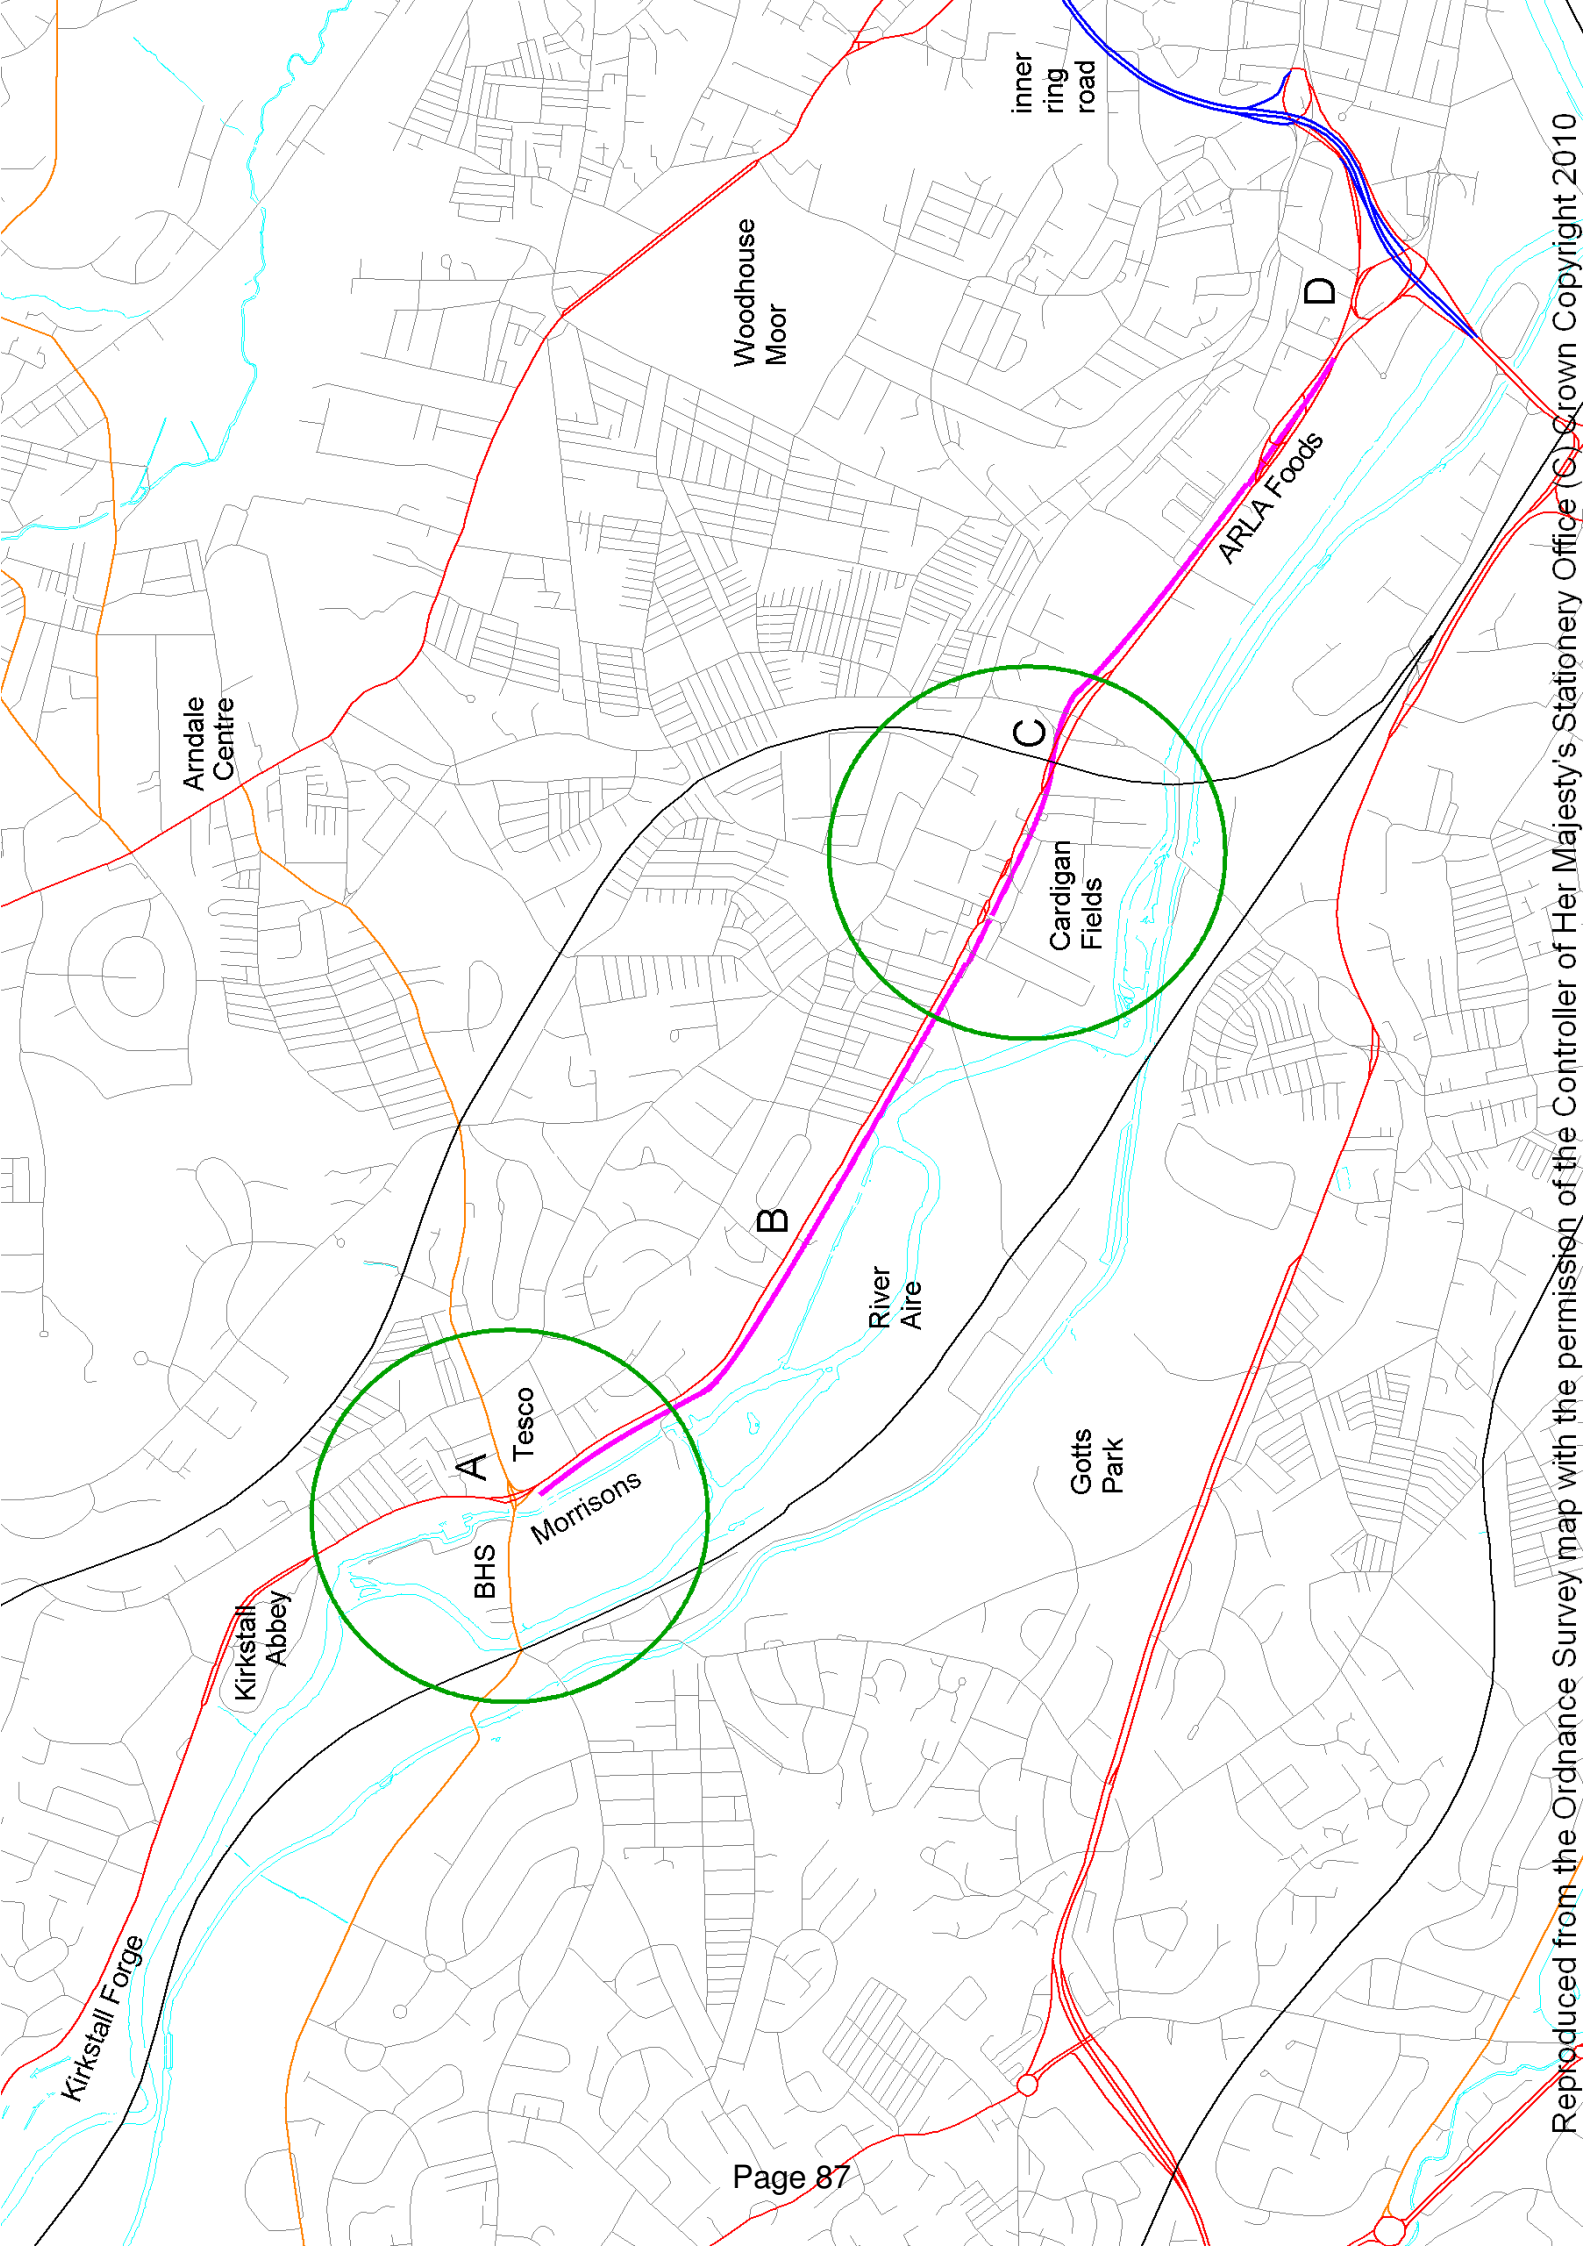 Kirkstall Forge
Kirkstall
Abbey
BHS
Morrisons
A
Tesco
Arndale
Centre
B
River
Aire
Gotts
Park
Cardigan
Fields
C
Woodhouse
Moor
ARLA Foods
D
inner
ring
road
Reproduced from the Ordnance Survey map with the permission of the Controller of Her Majesty's Stationery Office (C) Crown Copyright 2010
Page 87